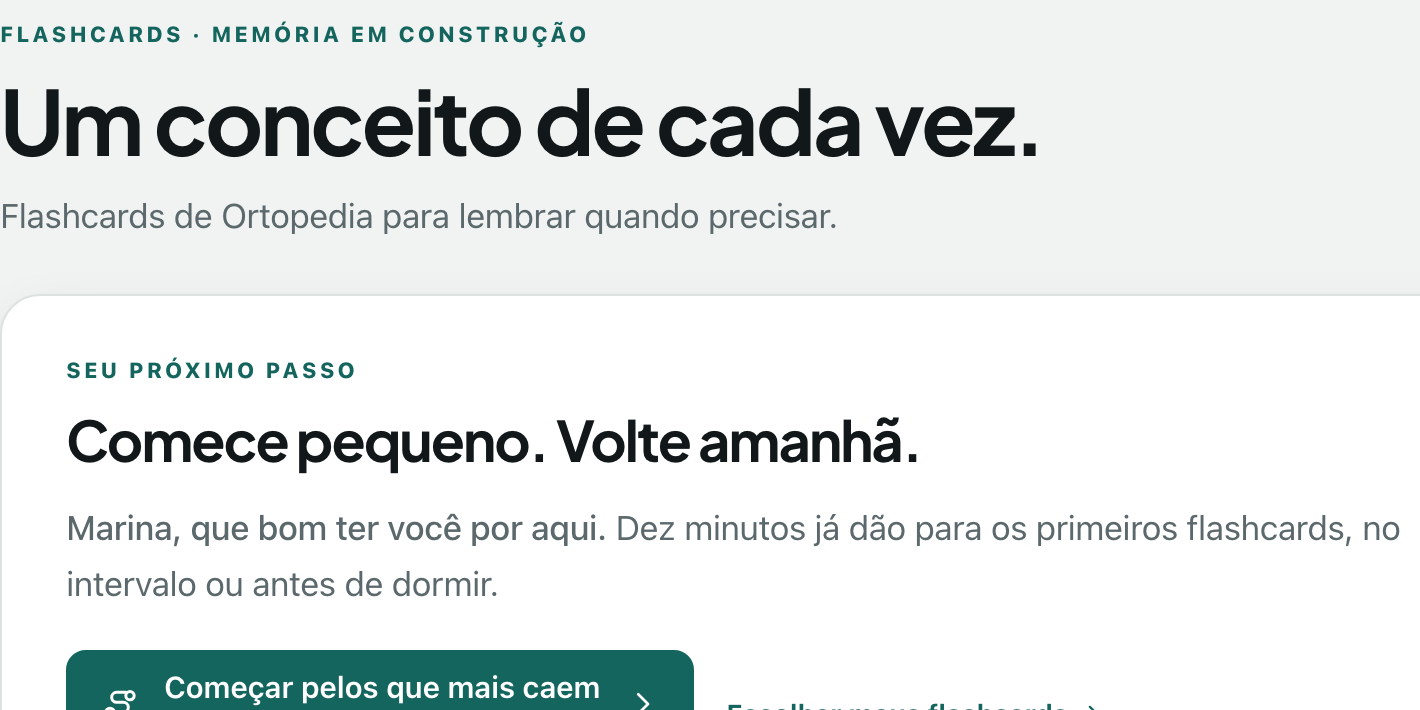 FLASHCARDS · MEMÓRIA EM CONSTRUÇÃO
Um conceito de cada vez.
Flashcards de Ortopedia para lembrar quando precisar.
SEU PRÓXIMO PASSO
Comece pequeno. Volte amanhã.
Marina, que bom ter você por aqui. Dez minutos já dão para os primeiros flashcards, no
intervalo ou antes de dormir.
Começar pelos que mais caem